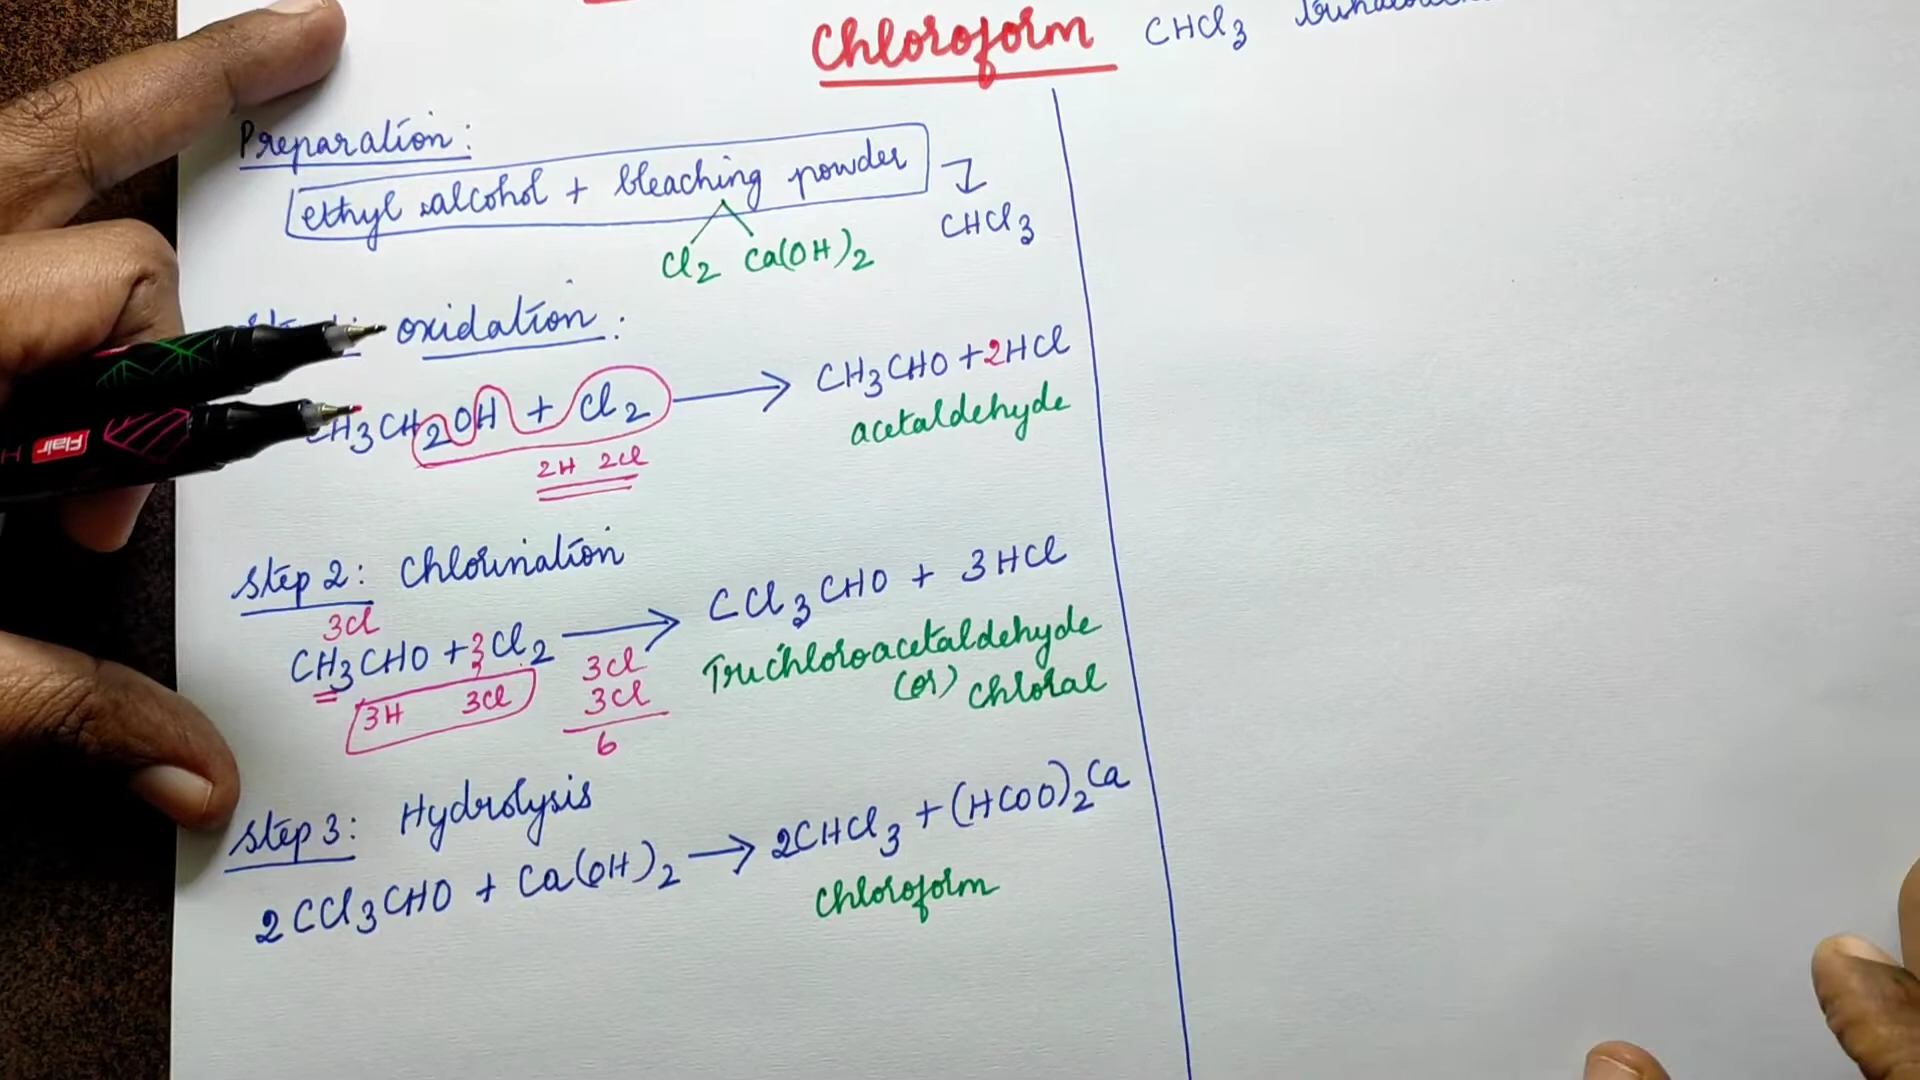 Chloroform CHCl3
Preparation:
ethyl alcohol + bleaching powder
CHCl3
Cl2 Ca(OH)2
oxidation:
CH3CH2OH + Cl2 → CH3CHO + 2HCl
acetaldehyde
2H 2Cl
Flair
Step 2: Chlorination
3Cl
CH3CHO + 3Cl2 → CCl3CHO + 3HCl
3H 3Cl
3Cl
3Cl
6
Trichloroacetaldehyde
(or) chloral
Step 3: Hydrolysis
2CCl3CHO + Ca(OH)2 → 2CHCl3 + (HCOO)2Ca
chloroform